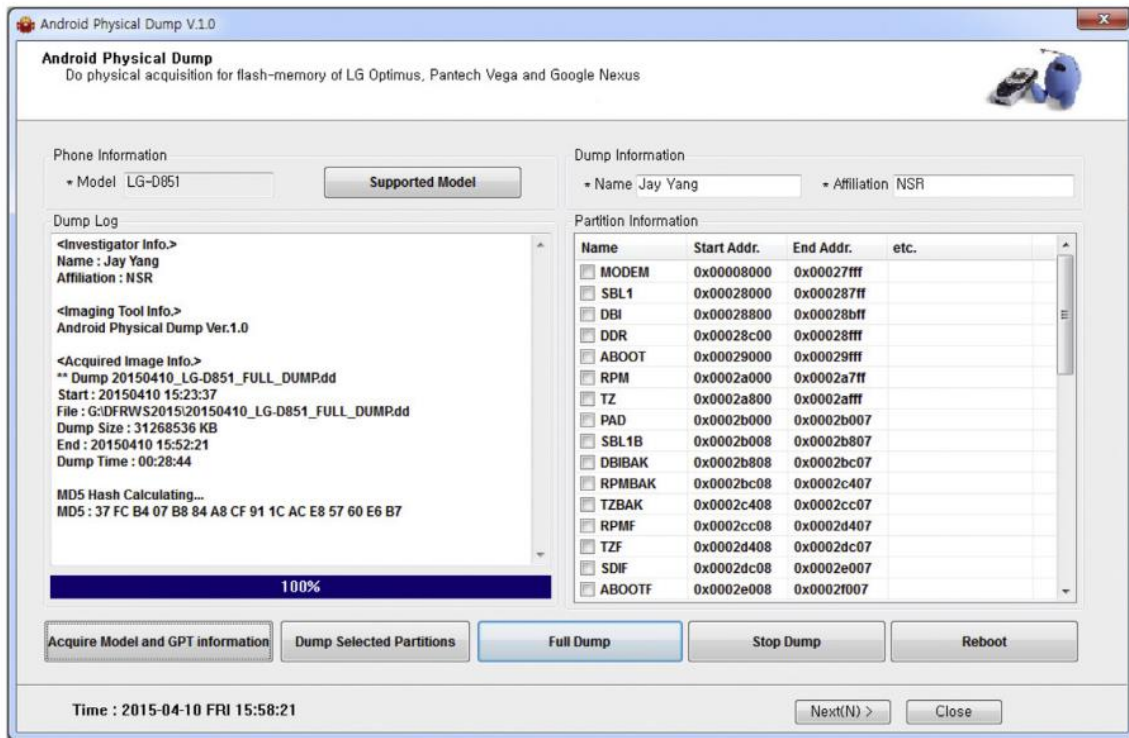 Android Physical Dump V.1.0
x
Android Physical Dump
Do physical acquisition for flash-memory of LG Optimus, Pantech Vega and Google Nexus
Phone Information
* Model LG-D851 Supported Model
Dump Information
* Name Jay Yang * Affiliation NSR
Dump Log
<Investigator Info.>
Name : Jay Yang
Affiliation : NSR
<Imaging Tool Info.>
Android Physical Dump Ver.1.0
<Acquired Image Info.>
** Dump 20150410_LG-D851_FULL_DUMP.dd
Start : 20150410 15:23:37
File : G:\DFRWS2015\20150410_LG-D851_FULL_DUMP.dd
Dump Size : 31268536 KB
End : 20150410 15:52:21
Dump Time : 00:28:44
MD5 Hash Calculating...
MD5 : 37 FC B4 07 B8 84 A8 CF 91 1C AC E8 57 60 E6 B7
100%
Partition Information
Name Start Addr. End Addr. etc.
MODEM 0x00008000 0x00027fff
SBL1 0x00028000 0x000287ff
DBI 0x00028800 0x00028bff
DDR 0x00028c00 0x00028fff
ABOOT 0x00029000 0x00029fff
RPM 0x0002a000 0x0002a7ff
TZ 0x0002a800 0x0002afff
PAD 0x0002b000 0x0002b007
SBL1B 0x0002b008 0x0002b807
DBIBAK 0x0002b808 0x0002bc07
RPMBAK 0x0002bc08 0x0002c407
TZBAK 0x0002c408 0x0002cc07
RPMF 0x0002cc08 0x0002d407
TZF 0x0002d408 0x0002dc07
SDIF 0x0002dc08 0x0002e007
ABOOTF 0x0002e008 0x0002f007
Acquire Model and GPT information Dump Selected Partitions Full Dump Stop Dump Reboot
Time : 2015-04-10 FRI 15:58:21
Next(N) > Close